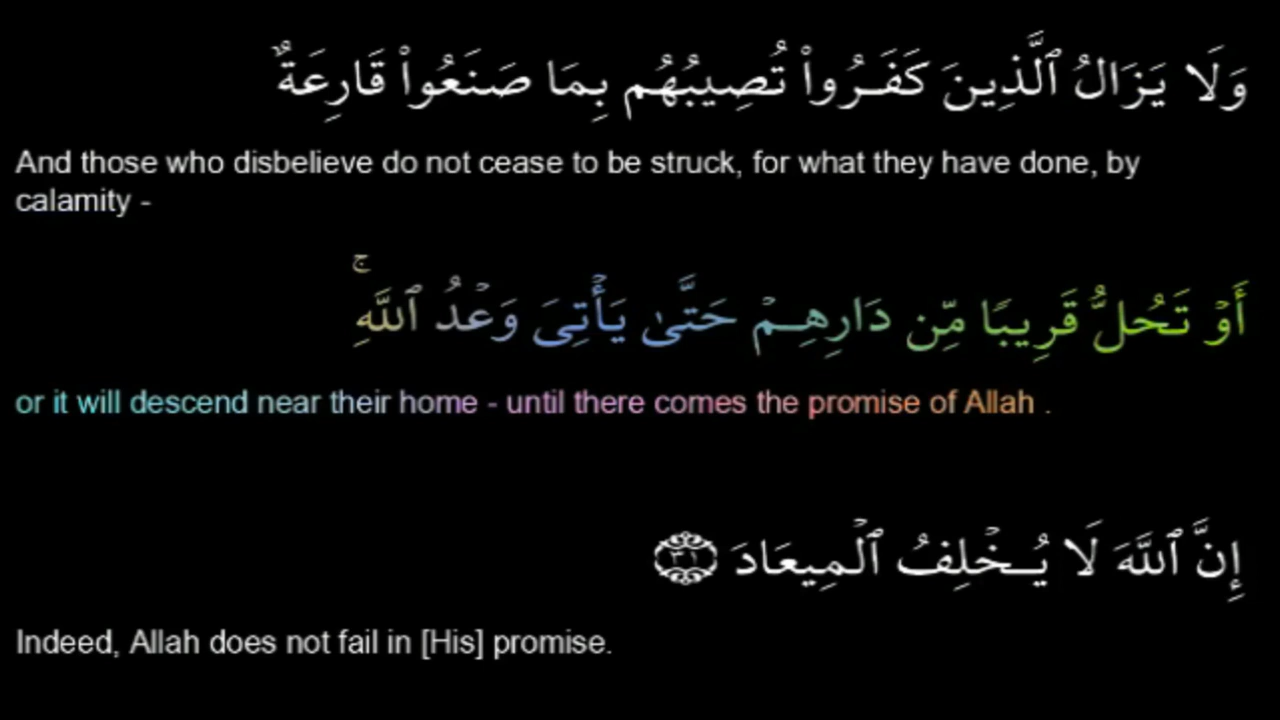 وَلَا يَزَالُ ٱلَّذِينَ كَفَرُوا۟ تُصِيبُهُم بِمَا صَنَعُوا۟ قَارِعَةٌ
And those who disbelieve do not cease to be struck, for what they have done, by
calamity -
أَوْ تَحُلُّ قَرِيبًا مِّن دَارِهِمْ حَتَّىٰ يَأْتِىَ وَعْدُ ٱللَّهِ ۚ
or it will descend near their home - until there comes the promise of Allah .
إِنَّ ٱللَّهَ لَا يُخْلِفُ ٱلْمِيعَادَ ٣١
Indeed, Allah does not fail in [His] promise.